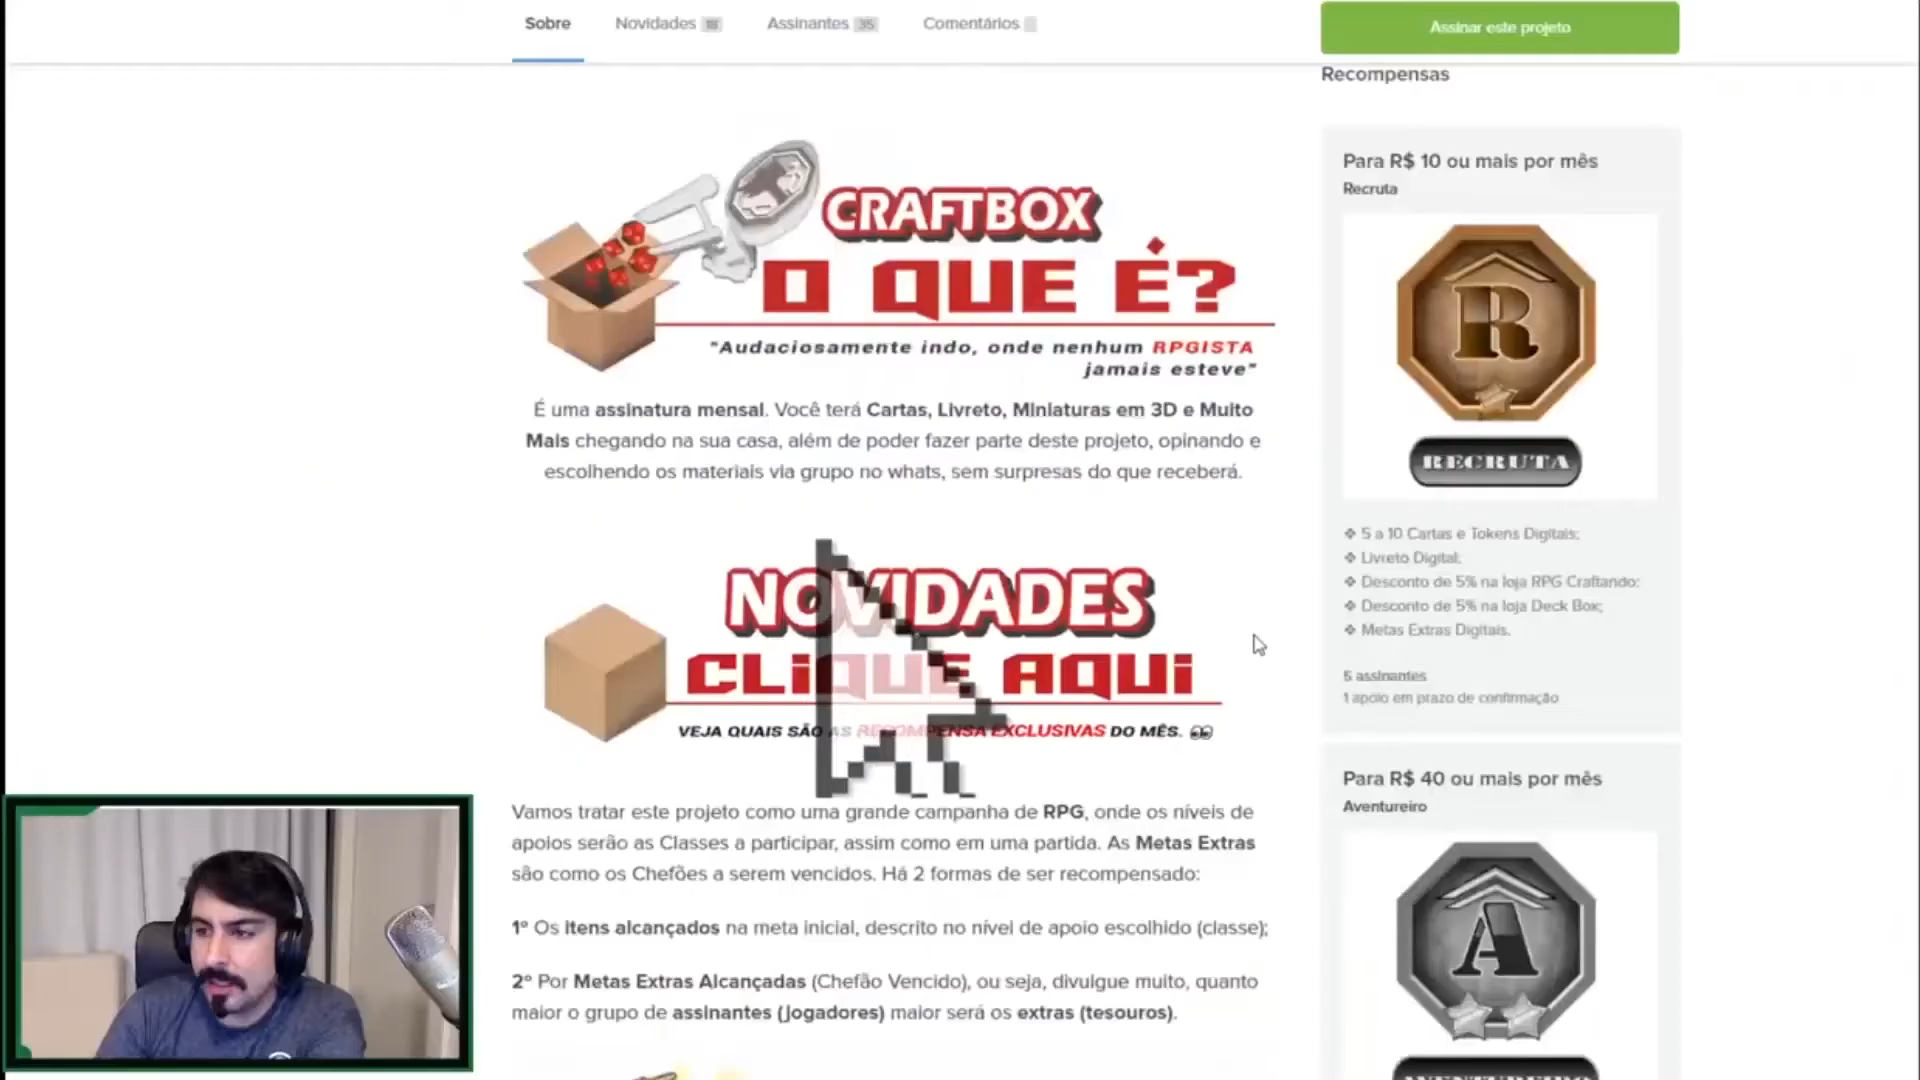 Sobre
Novidades 18
Assinantes 35
Comentários
Assinar este projeto
Recompensas
CRAFTBOX
O QUE É?
"Audaciosamente indo, onde nenhum RPGISTA
jamais esteve"
É uma assinatura mensal. Você terá Cartas, Livreto, Miniaturas em 3D e Muito
Mais chegando na sua casa, além de poder fazer parte deste projeto, opinando e
escolhendo os materiais via grupo no whats, sem surpresas do que receberá.
NOVIDADES
CLIQUE AQUI
VEJA QUAIS SÃO AS RECOMPENSA EXCLUSIVAS DO MÊS.
Vamos tratar este projeto como uma grande campanha de RPG, onde os níveis de
apoios serão as Classes a participar, assim como em uma partida. As Metas Extras
são como os Chefões a serem vencidos. Há 2 formas de ser recompensado:
1º Os itens alcançados na meta inicial, descrito no nível de apoio escolhido (classe);
2º Por Metas Extras Alcançadas (Chefão Vencido), ou seja, divulgue muito, quanto
maior o grupo de assinantes (jogadores) maior será os extras (tesouros).
Para R$ 10 ou mais por mês
Recruta
R
RECRUTA
❖ 5 a 10 Cartas e Tokens Digitais;
❖ Livreto Digital;
❖ Desconto de 5% na loja RPG Craftando;
❖ Desconto de 5% na loja Deck Box;
❖ Metas Extras Digitais.
5 assinantes
1 apoio em prazo de confirmação
Para R$ 40 ou mais por mês
Aventureiro
A